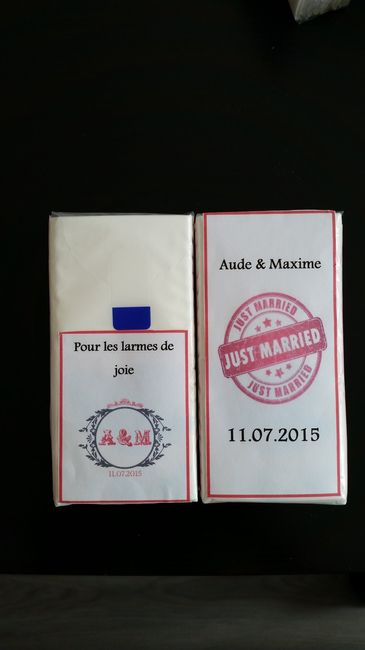 Pour les larmes de
joie
A&M
11.07.2015
Aude & Maxime
JUST MARRIED
JUST MARRIED
JUST MARRIED
11.07.2015